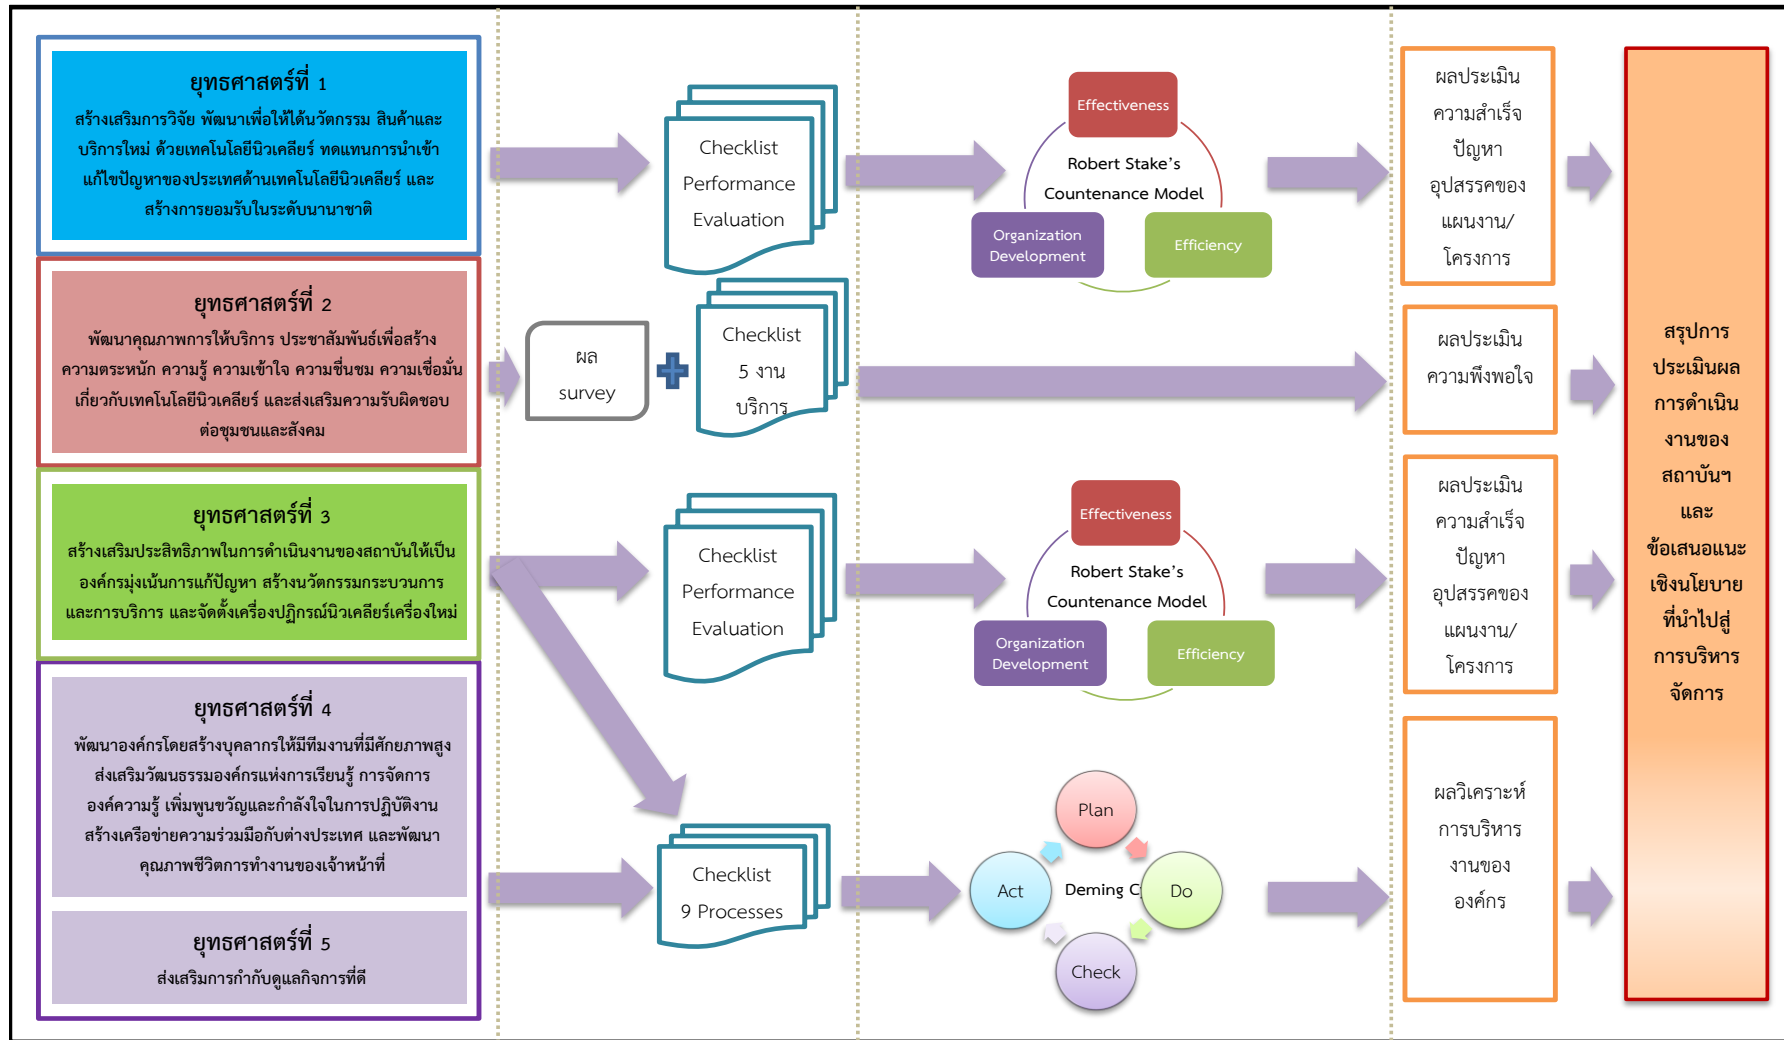 ยุทธศาสตร์ที่ 1
สร้างเสริมการวิจัย พัฒนาเพื่อให้ได้นวัตกรรม สินค้าและ
บริการใหม่ ด้วยเทคโนโลยีนิวเคลียร์ ทดแทนการนำเข้า
แก้ไขปัญหาของประเทศด้านเทคโนโลยีนิวเคลียร์ และ
สร้างการยอมรับในระดับนานาชาติ
Checklist
Performance
Evaluation
Effectiveness
Robert Stake's
Countenance Model
Organization
Development
Efficiency
ผลประเมิน
ความสำเร็จ
ปัญหา
อุปสรรคของ
แผนงาน/
โครงการ
ยุทธศาสตร์ที่ 2
พัฒนาคุณภาพการให้บริการ ประชาสัมพันธ์เพื่อสร้าง
ความตระหนัก ความรู้ ความเข้าใจ ความชื่นชม ความเชื่อมั่น
เกี่ยวกับเทคโนโลยีนิวเคลียร์ และส่งเสริมความรับผิดชอบ
ต่อชุมชนและสังคม
ผล
survey
Checklist
5 งาน
บริการ
ผลประเมิน
ความพึงพอใจ
ยุทธศาสตร์ที่ 3
สร้างเสริมประสิทธิภาพในการดำเนินงานของสถาบันให้เป็น
องค์กรมุ่งเน้นการแก้ปัญหา สร้างนวัตกรรมกระบวนการ
และการบริการ และจัดตั้งเครื่องปฏิกรณ์นิวเคลียร์เครื่องใหม่
Checklist
Performance
Evaluation
Effectiveness
Robert Stake's
Countenance Model
Organization
Development
Efficiency
ผลประเมิน
ความสำเร็จ
ปัญหา
อุปสรรคของ
แผนงาน/
โครงการ
ยุทธศาสตร์ที่ 4
พัฒนาองค์กรโดยสร้างบุคลากรให้มีทีมงานที่มีศักยภาพสูง
ส่งเสริมวัฒนธรรมองค์กรแห่งการเรียนรู้ การจัดการ
องค์ความรู้ เพิ่มพูนขวัญและกำลังใจในการปฏิบัติงาน
สร้างเครือข่ายความร่วมมือกับต่างประเทศ และพัฒนา
คุณภาพชีวิตการทำงานของเจ้าหน้าที่
ยุทธศาสตร์ที่ 5
ส่งเสริมการกำกับดูแลกิจการที่ดี
Checklist
9 Processes
Plan
Act
Deming C
Do
Check
ผลวิเคราะห์
การบริหาร
งานของ
องค์กร
สรุปการ
ประเมินผล
การดำเนิน
งานของ
สถาบันฯ
และ
ข้อเสนอแนะ
เชิงนโยบาย
ที่นำไปสู่
การบริหาร
จัดการ